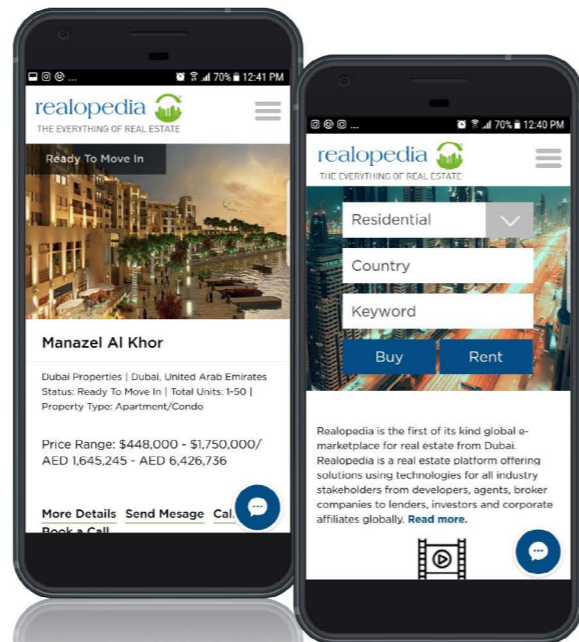 ... 70% 12:41 PM
realopedia
THE EVERYTHING OF REAL ESTATE
Ready To Move In
Manazel Al Khor
Dubai Properties | Dubai, United Arab Emirates
Status: Ready To Move In | Total Units: 1-50 |
Property Type: Apartment/Condo
Price Range: $448,000 - $1,750,000/
AED 1,645,245 - AED 6,426,736
More Details Send Mesage Cal
Book a Call
... 70% 12:40 PM
realopedia
THE EVERYTHING OF REAL ESTATE
Residential
Country
Keyword
Buy Rent
Realopedia is the first of its kind global e-
marketplace for real estate from Dubai.
Realopedia is a real estate platform offering
solutions using technologies for all industry
stakeholders from developers, agents, broker
companies to lenders, investors and corporate
affiliates globally. Read more.